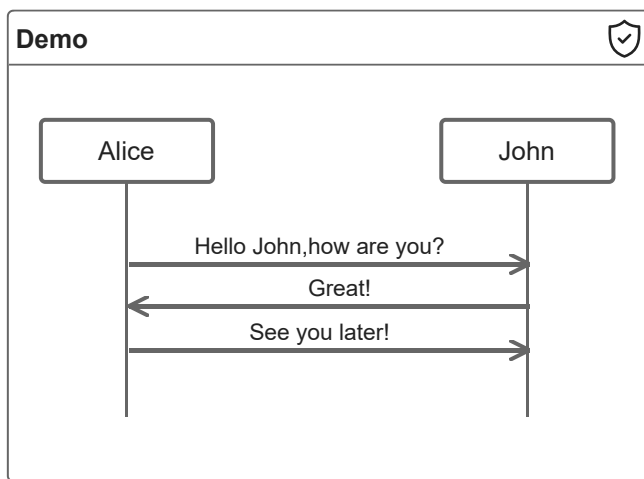 Demo
Alice
John
Hello John,how are you?
Great!
See you later!